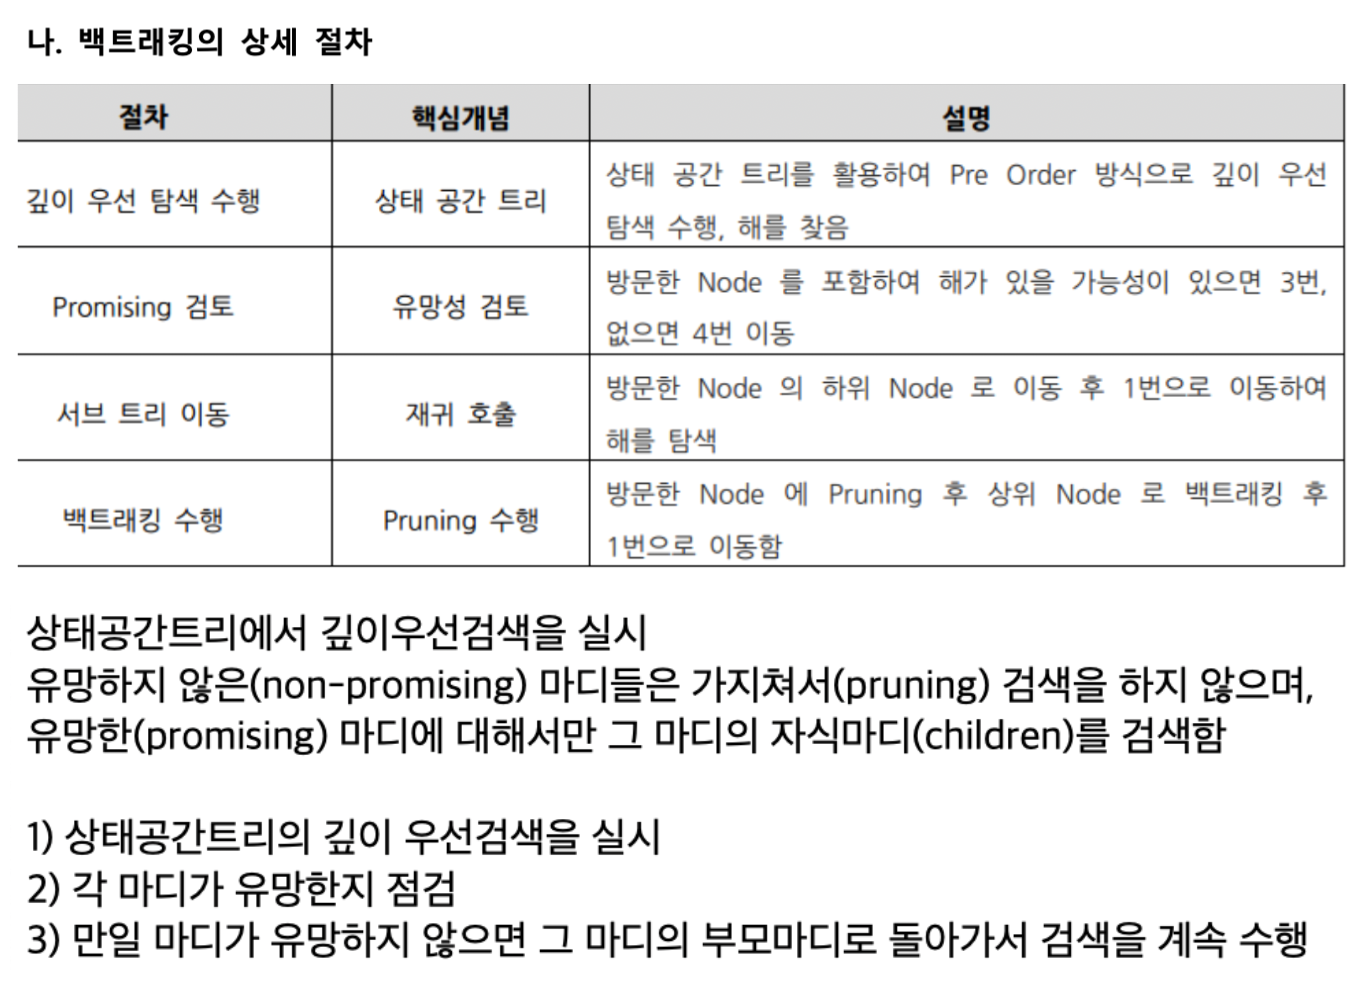 나. 백트래킹의 상세 절차
절차 핵심개념 설명
깊이 우선 탐색 수행 상태 공간 트리 상태 공간 트리를 활용하여 Pre Order 방식으로 깊이 우선
탐색 수행, 해를 찾음
Promising 검토 유망성 검토 방문한 Node 를 포함하여 해가 있을 가능성이 있으면 3번,
없으면 4번 이동
서브 트리 이동 재귀 호출 방문한 Node 의 하위 Node 로 이동 후 1번으로 이동하여
해를 탐색
백트래킹 수행 Pruning 수행 방문한 Node 에 Pruning 후 상위 Node 로 백트래킹 후
1번으로 이동함
상태공간트리에서 깊이우선검색을 실시
유망하지 않은(non-promising) 마디들은 가지쳐서(pruning) 검색을 하지 않으며,
유망한(promising) 마디에 대해서만 그 마디의 자식마디(children)를 검색함
1) 상태공간트리의 깊이 우선검색을 실시
2) 각 마디가 유망한지 점검
3) 만일 마디가 유망하지 않으면 그 마디의 부모마디로 돌아가서 검색을 계속 수행